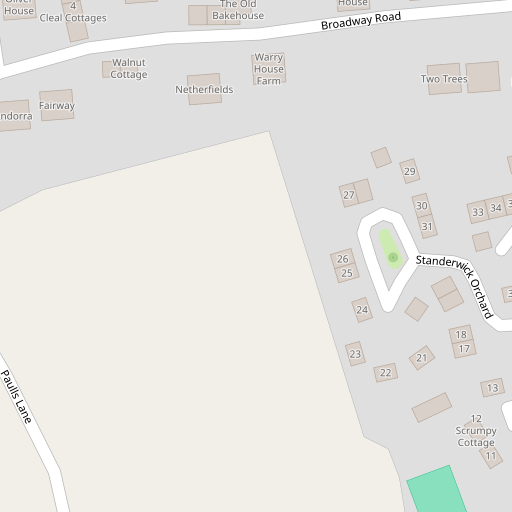 House
4
Cleal Cottages
The Old
Bakehouse
House
Broadway Road
Walnut
Cottage
Warry
House
Farm
Netherfields
Two Trees
Fairway
ndorra
29
27
30
31
33
34
26
25
Standerwick Orchard
24
18
17
23
21
22
13
12
Scrumpy
Cottage
11
Paulls Lane